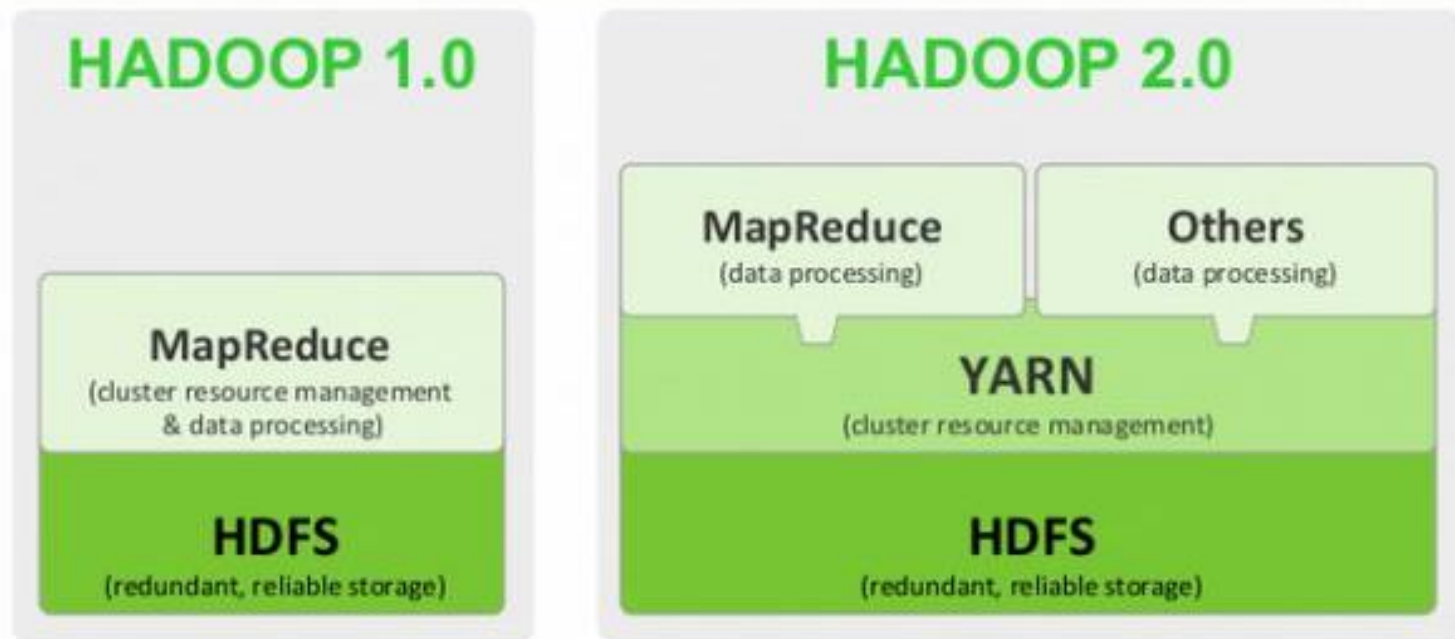 HADOOP 1.0
MapReduce
(cluster resource management
& data processing)
HDFS
(redundant, reliable storage)
HADOOP 2.0
MapReduce
(data processing)
Others
(data processing)
YARN
(cluster resource management)
HDFS
(redundant, reliable storage)